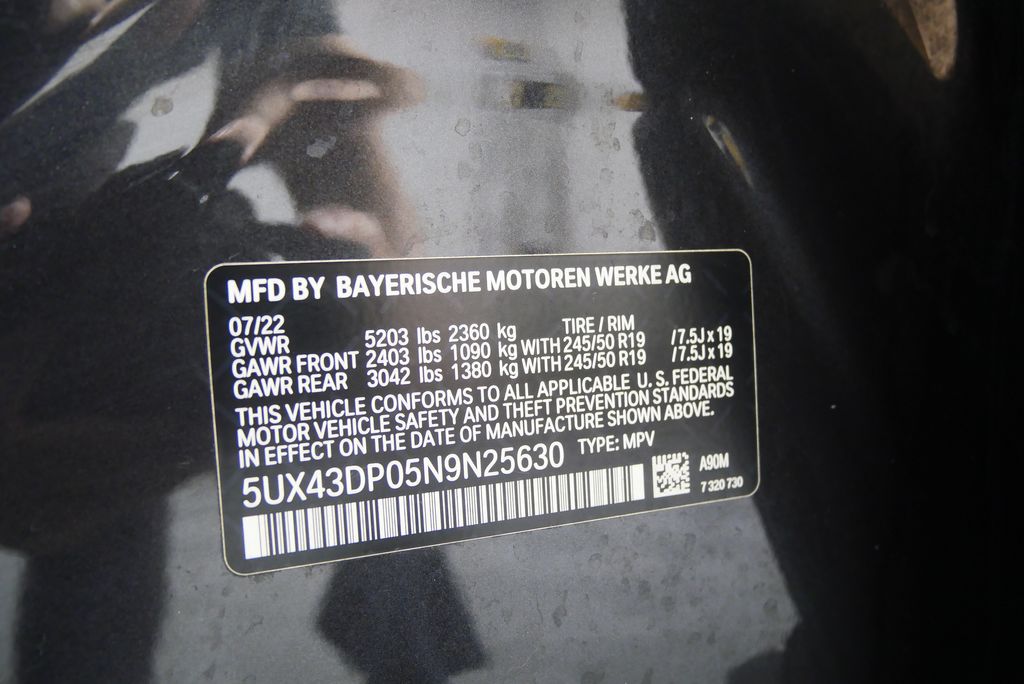 MFD BY BAYERISCHE MOTOREN WERKE AG
07/22 TIRE / RIM
GVWR 5203 lbs 2360 kg
GAWR FRONT 2403 lbs 1090 kg WITH 245/50 R19 /7.5J x 19
GAWR REAR 3042 lbs 1380 kg WITH 245/50 R19 /7.5J x 19
THIS VEHICLE CONFORMS TO ALL APPLICABLE U. S. FEDERAL
MOTOR VEHICLE SAFETY AND THEFT PREVENTION STANDARDS
IN EFFECT ON THE DATE OF MANUFACTURE SHOWN ABOVE.
5UX43DP05N9N25630 TYPE: MPV
A90M
7 320 730